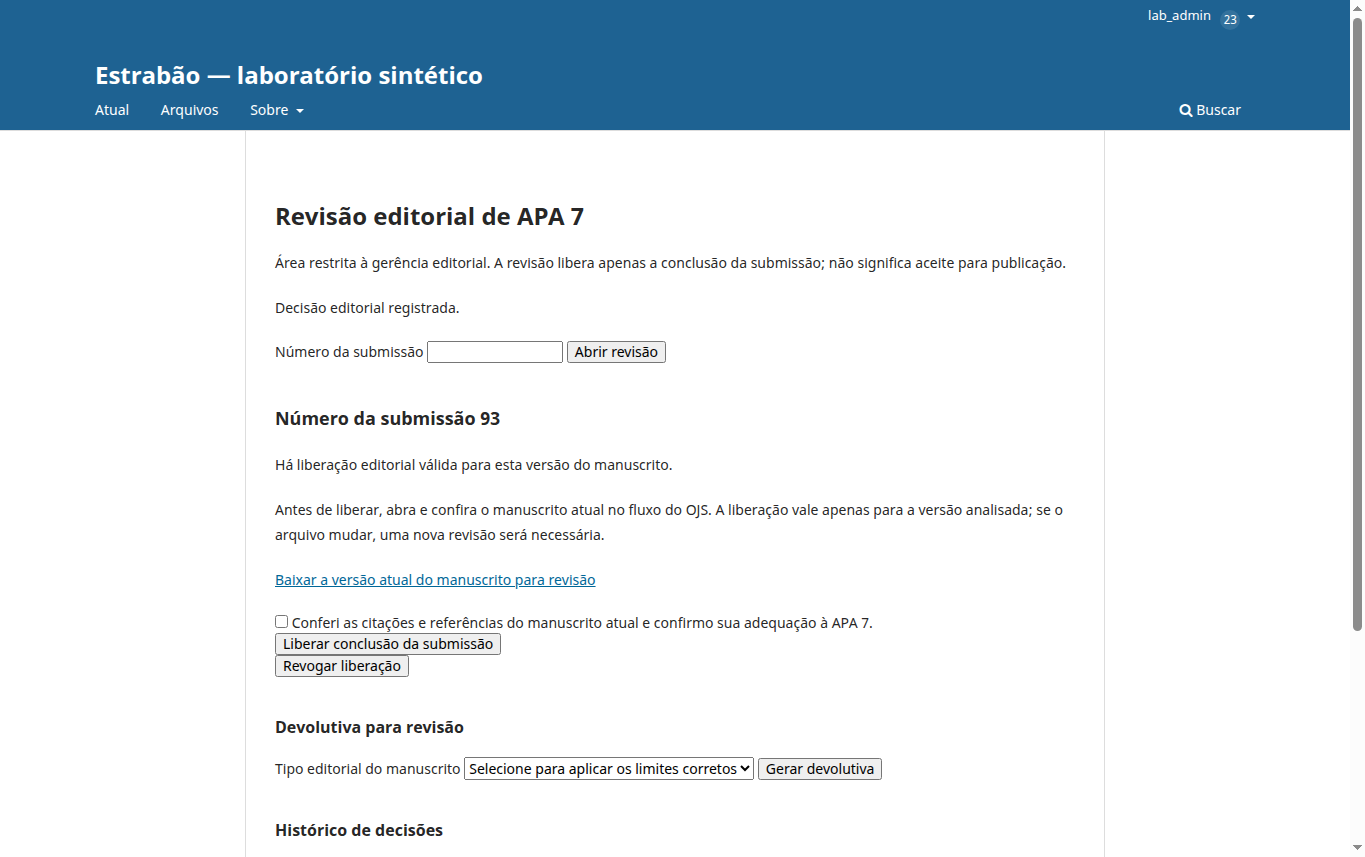 lab_admin 23
Estrabão — laboratório sintético
Atual Arquivos Sobre Buscar
Revisão editorial de APA 7
Área restrita à gerência editorial. A revisão libera apenas a conclusão da submissão; não significa aceite para publicação.
Decisão editorial registrada.
Número da submissão Abrir revisão
Número da submissão 93
Há liberação editorial válida para esta versão do manuscrito.
Antes de liberar, abra e confira o manuscrito atual no fluxo do OJS. A liberação vale apenas para a versão analisada; se o
arquivo mudar, uma nova revisão será necessária.
Baixar a versão atual do manuscrito para revisão
Conferi as citações e referências do manuscrito atual e confirmo sua adequação à APA 7.
Liberar conclusão da submissão
Revogar liberação
Devolutiva para revisão
Tipo editorial do manuscrito Selecione para aplicar os limites corretos Gerar devolutiva
Histórico de decisões